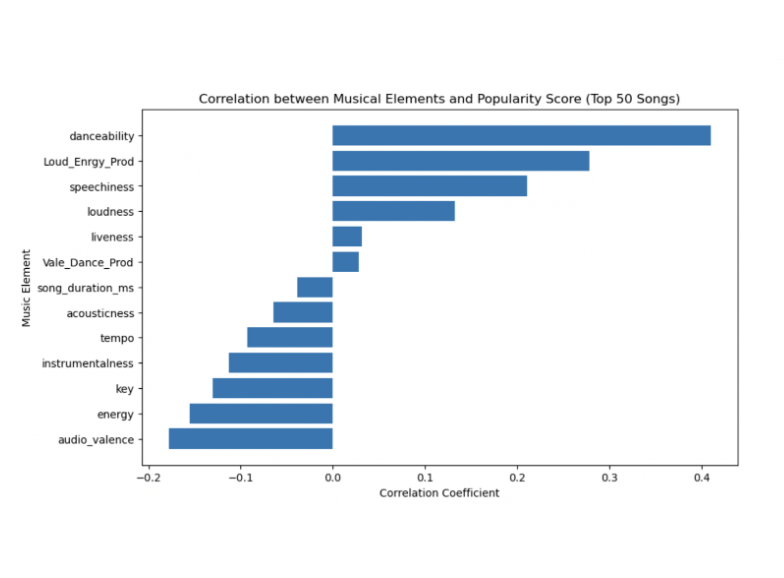 Correlation between Musical Elements and Popularity Score (Top 50 Songs)
danceability
Loud_Enrgy_Prod
speechiness
loudness
liveness
Vale_Dance_Prod
song_duration_ms
acousticness
tempo
instrumentalness
key
energy
audio_valence
Music Element
−0.2 −0.1 0.0 0.1 0.2 0.3 0.4
Correlation Coefficient